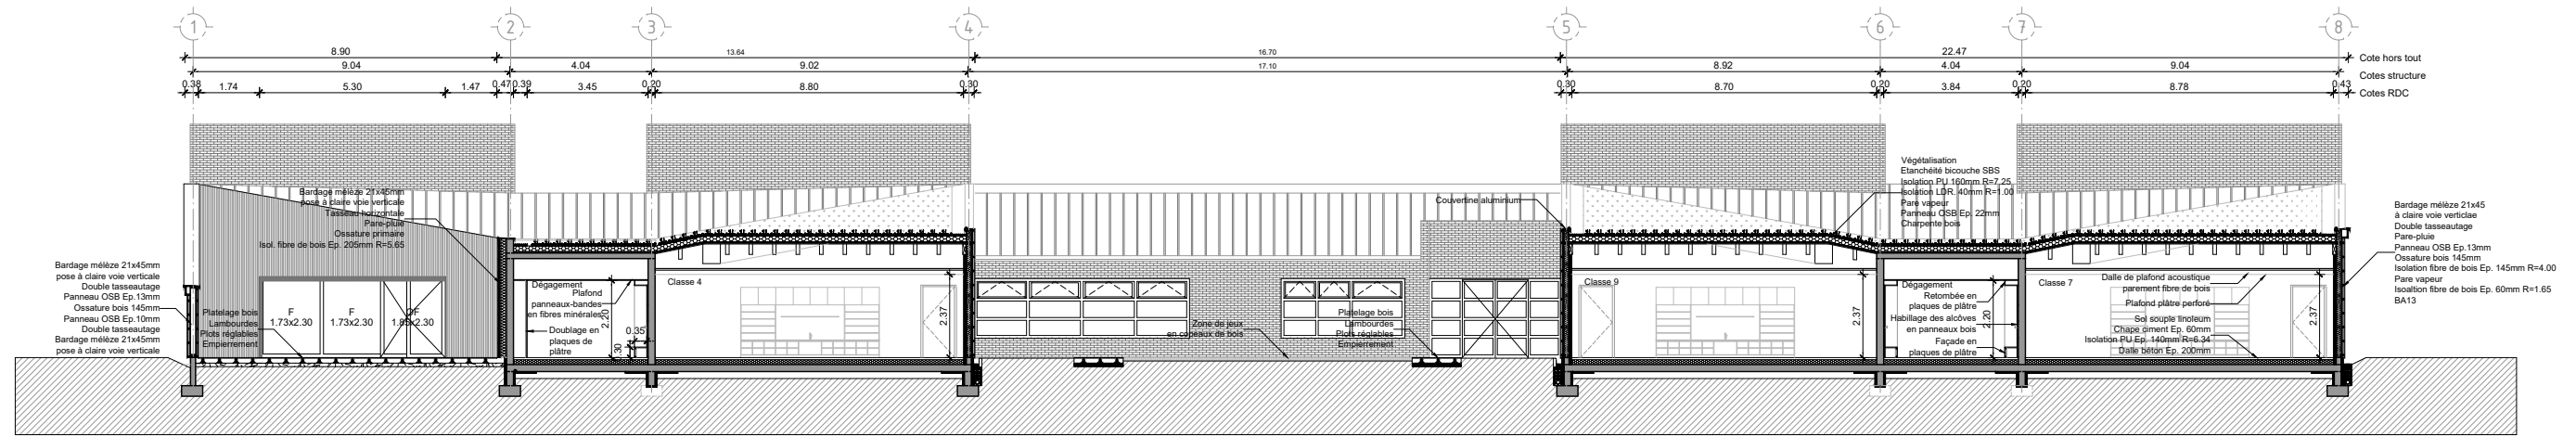 1 2 3 4 5 6 7 8
8.90 13.64 16.70 22.47 Cote hors tout
9.04 4.04 9.02 17.10 8.92 4.04 9.04 Cotes structure
0.38 1.74 5.30 1.47 0.47 0.39 3.45 0.20 8.80 0.30 0.30 8.70 0.20 3.84 0.20 8.78 0.43 Cotes RDC
Bardage mélèze 21x45mm
pose à claire voie verticale
Tasseau horizontale
Pare-pluie
Ossature primaire
Isol. fibre de bois Ep. 205mm R=5.65
Bardage mélèze 21x45mm
pose à claire voie verticale
Double tasseautage
Panneau OSB Ep.13mm
Ossature bois 145mm
Panneau OSB Ep.10mm
Double tasseautage
Bardage mélèze 21x45mm
pose à claire voie verticale
Platelage bois
Lambourdes
Plots réglables
Empierrement
F
1.73x2.30
F
1.73x2.30
2.30
Dégagement
Plafond
panneaux-bandes
en fibres minérales
2.20
Doublage en
plaques de
plâtre
0.35
Classe 4
2.37
Couvertine aluminium
Zone de jeux
en copeaux de bois
Platelage bois
Lambourdes
Plots réglables
Empierrement
Classe 9
2.37
Végétalisation
Etanchéité bicouche SBS
Isolation PU 160mm R=7.25
Isolation LDR. 40mm R=1.00
Pare vapeur
Panneau OSB Ep. 22mm
Charpente bois
Dégagement
Retombée en
plaques de plâtre
Habillage des alcôves
en panneaux bois
2.20
Façade en
plaques de plâtre
Classe 7
Dalle de plafond acoustique
parement fibre de bois
Plafond plâtre perforé
Sol souple linoleum
Chape ciment Ep. 60mm
Isolation PU Ep. 140mm R=6.34
Dalle béton Ep. 200mm
2.37
Bardage mélèze 21x45
à claire voie verticlae
Double tasseautage
Pare-pluie
Panneau OSB Ep.13mm
Ossature bois 145mm
Isolation fibre de bois Ep. 145mm R=4.00
Pare vapeur
Isoaltion fibre de bois Ep. 60mm R=1.65
BA13